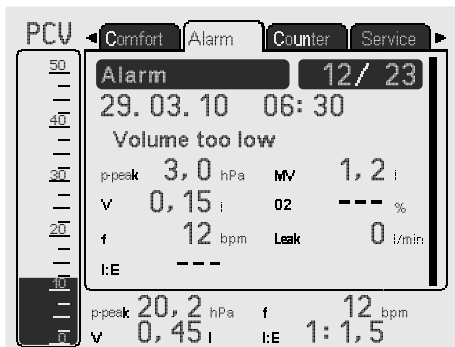 PCV ◄ Comfort Alarm Counter Service ►
50
40
30
20
10
0
Alarm 12/ 23
29. 03. 10 06: 30
Volume too low
p-peak 3, 0 hPa MV 1, 2 l
V 0, 15 l O2 --- %
f 12 bpm Leak 0 l/min
I:E ---
p-peak 20, 2 hPa f 12 bpm
V 0, 45 l I:E 1: 1, 5